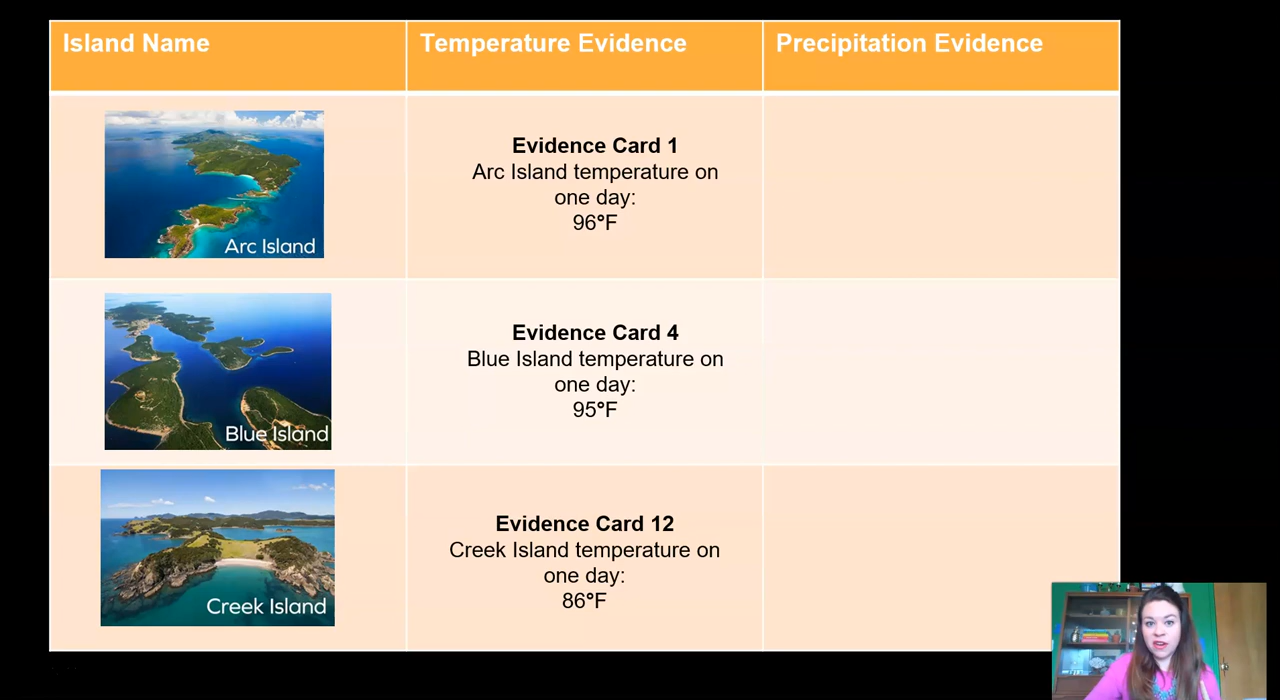 Island Name
Temperature Evidence
Precipitation Evidence
Arc Island
Evidence Card 1
Arc Island temperature on
one day:
96°F
Blue Island
Evidence Card 4
Blue Island temperature on
one day:
95°F
Creek Island
Evidence Card 12
Creek Island temperature on
one day:
86°F